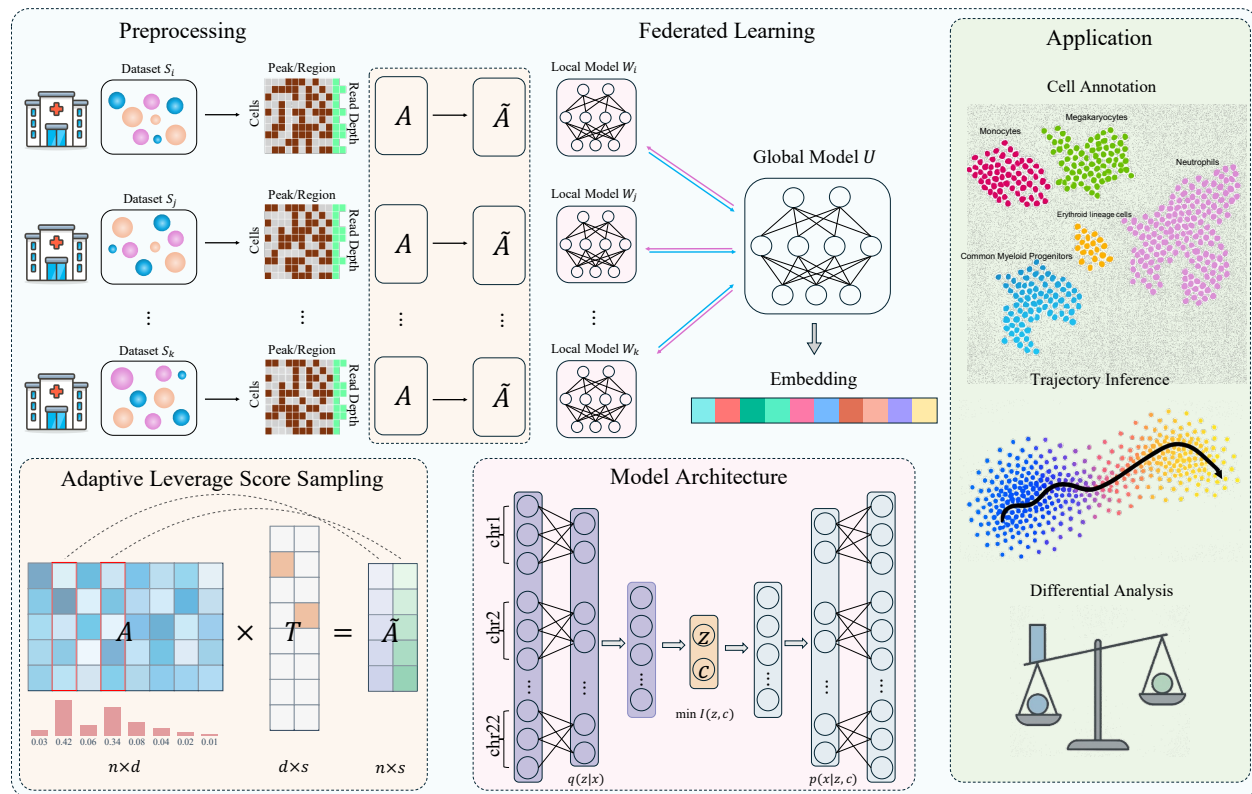 Preprocessing
Federated Learning
Application
Dataset S_i
Peak/Region
Cells
Read Depth
A
Ã
Local Model W_i
Dataset S_j
Cells
Read Depth
A
Ã
Local Model W_j
⋮
⋮
⋮
⋮
Dataset S_k
Peak/Region
Cells
Read Depth
A
Ã
Local Model W_k
Global Model U
Embedding
Cell Annotation
Megakaryocytes
Monocytes
Neutrophils
Erythroid lineage cells
Common Myeloid Progenitors
Trajectory Inference
Differential Analysis
Adaptive Leverage Score Sampling
A × T = Ã
0.03 0.42 0.06 0.34 0.08 0.04 0.02 0.01
n×d d×s n×s
Model Architecture
chr1
chr2
...
chr22
...
...
z
c
min I(z,c)
...
...
...
q(z|x)
p(x|z,c)